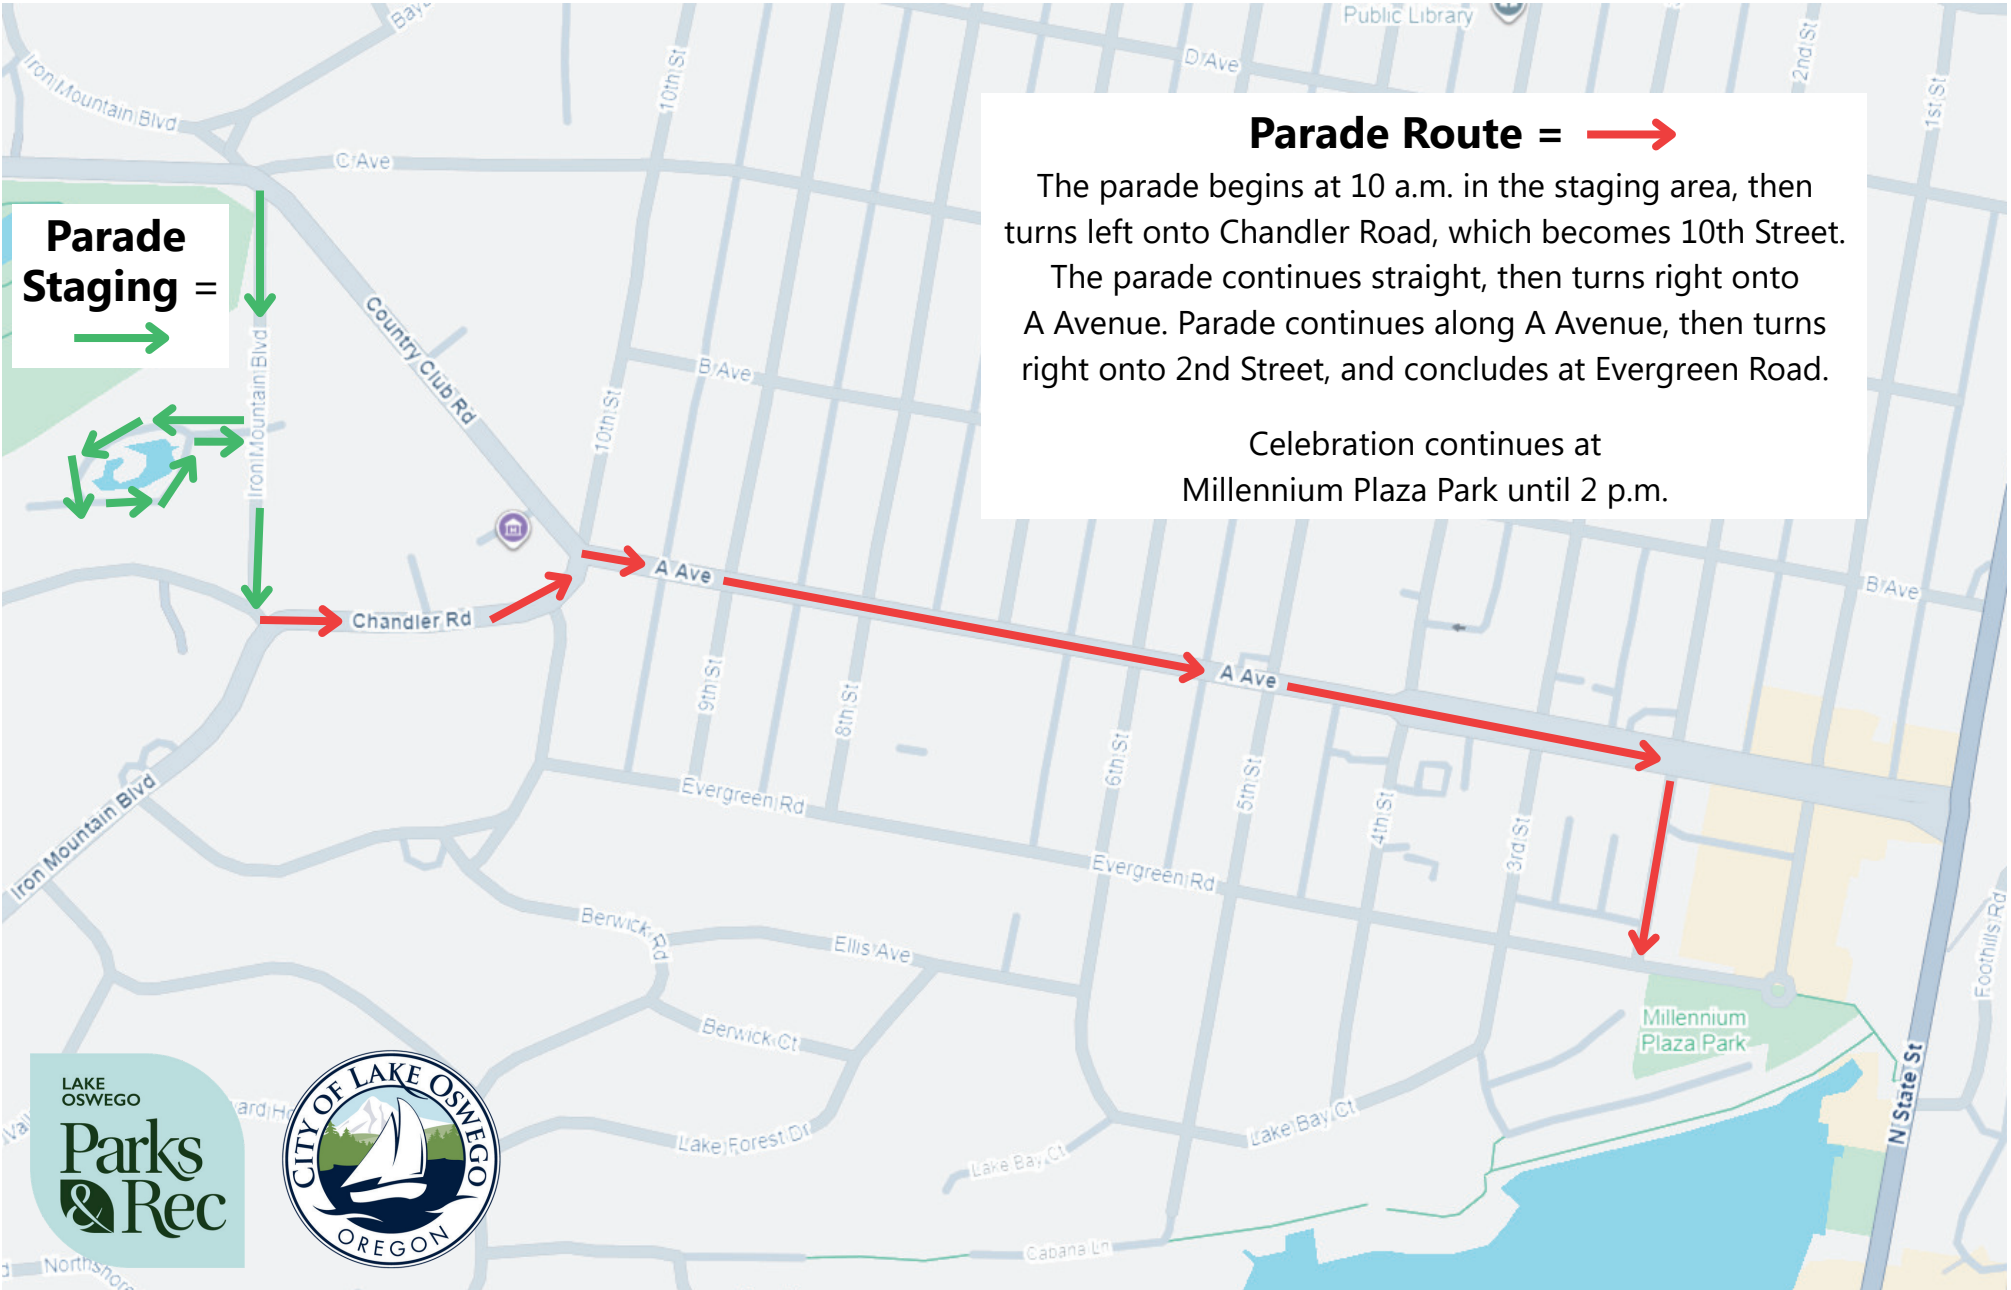 Public Library
Bay
D Ave
2nd St
1st St
10th St
Iron Mountain Blvd
C Ave
Parade Route =
The parade begins at 10 a.m. in the staging area, then
turns left onto Chandler Road, which becomes 10th Street.
The parade continues straight, then turns right onto
A Avenue. Parade continues along A Avenue, then turns
right onto 2nd Street, and concludes at Evergreen Road.
Celebration continues at
Millennium Plaza Park until 2 p.m.
Parade
Staging =
Country Club Rd
Iron Mountain Blvd
B Ave
10th St
A Ave
B Ave
Chandler Rd
A Ave
9th St
8th St
6th St
5th St
4th St
3rd St
Evergreen Rd
Evergreen Rd
Iron Mountain Blvd
Berwick Rd
Ellis Ave
Foothills Rd
Berwick Ct
Millennium
Plaza Park
N State St
LAKE
OSWEGO
Parks
& Rec
CITY OF LAKE OSWEGO
OREGON
Lake Forest Dr
Lake Bay Ct
Lake Bay Ct
Cabana Ln
Northshore